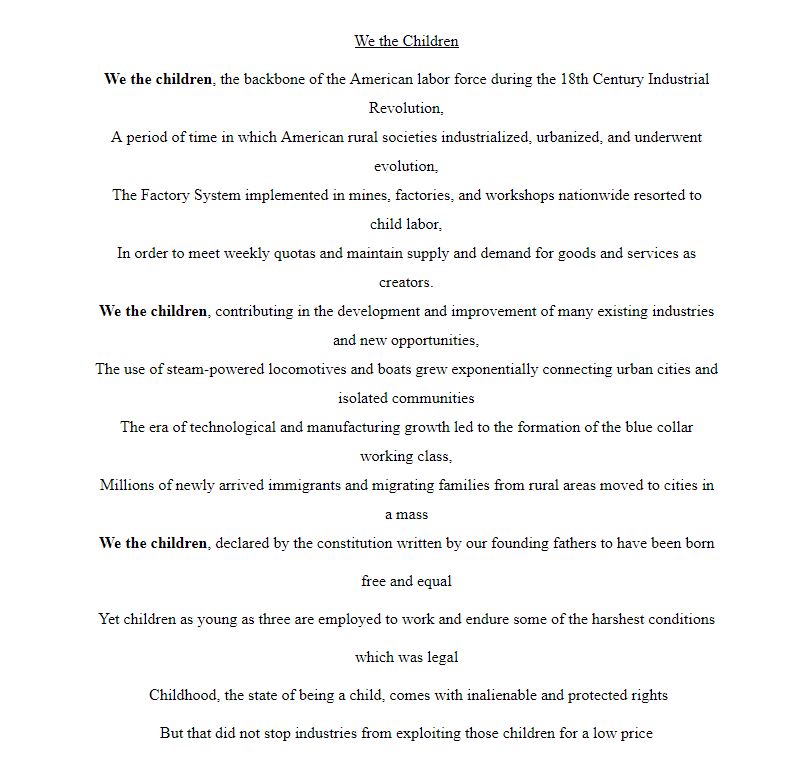 We the Children
We the children, the backbone of the American labor force during the 18th Century Industrial
Revolution,
A period of time in which American rural societies industrialized, urbanized, and underwent
evolution,
The Factory System implemented in mines, factories, and workshops nationwide resorted to
child labor,
In order to meet weekly quotas and maintain supply and demand for goods and services as
creators.
We the children, contributing in the development and improvement of many existing industries
and new opportunities,
The use of steam-powered locomotives and boats grew exponentially connecting urban cities and
isolated communities
The era of technological and manufacturing growth led to the formation of the blue collar
working class,
Millions of newly arrived immigrants and migrating families from rural areas moved to cities in
a mass
We the children, declared by the constitution written by our founding fathers to have been born
free and equal
Yet children as young as three are employed to work and endure some of the harshest conditions
which was legal
Childhood, the state of being a child, comes with inalienable and protected rights
But that did not stop industries from exploiting those children for a low price